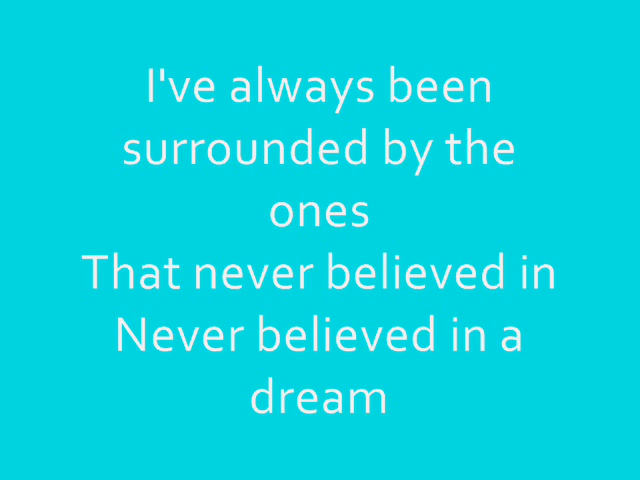 I've always been
surrounded by the
ones
That never believed in
Never believed in a
dream